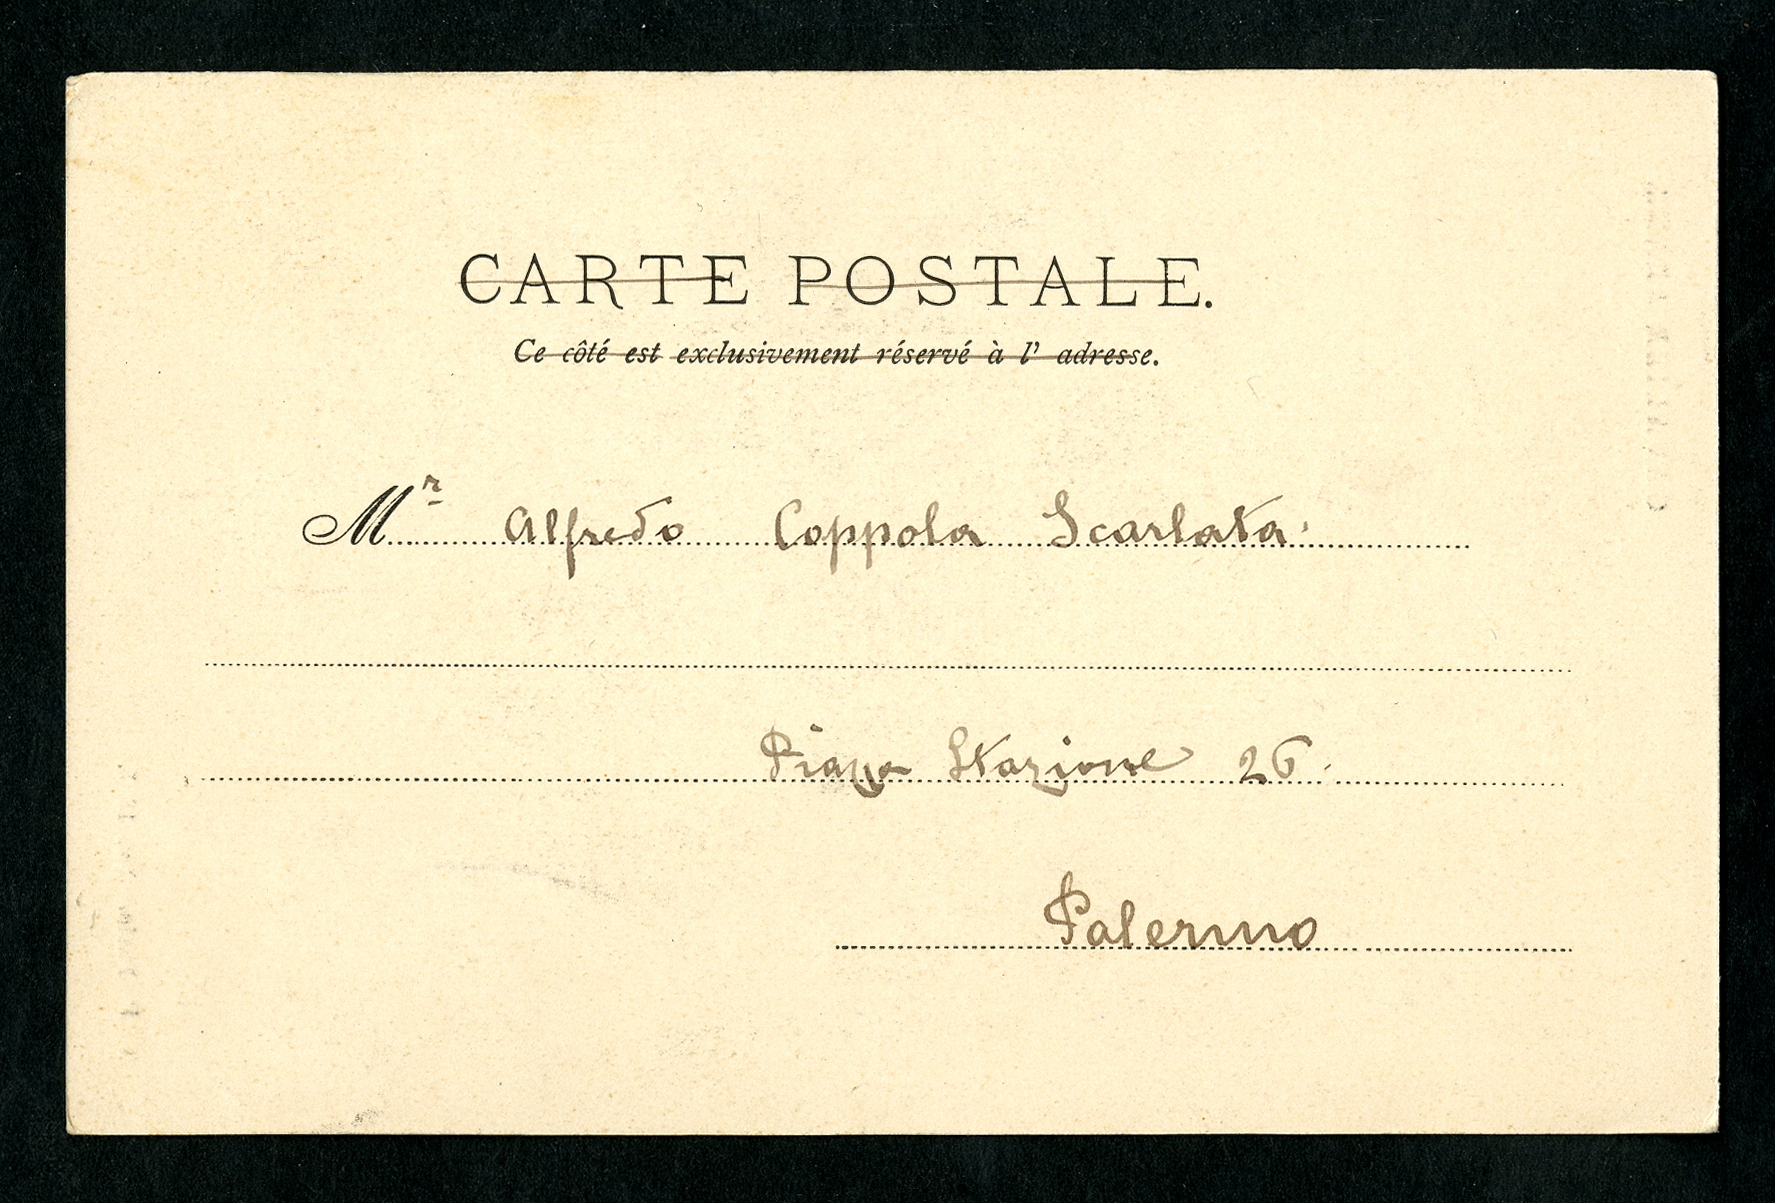 CARTE POSTALE.
Ce côté est exclusivement réservé à l' adresse.
Mr Alfredo Coppola Scarlata.
Piazza Stazione 26.
Palermo